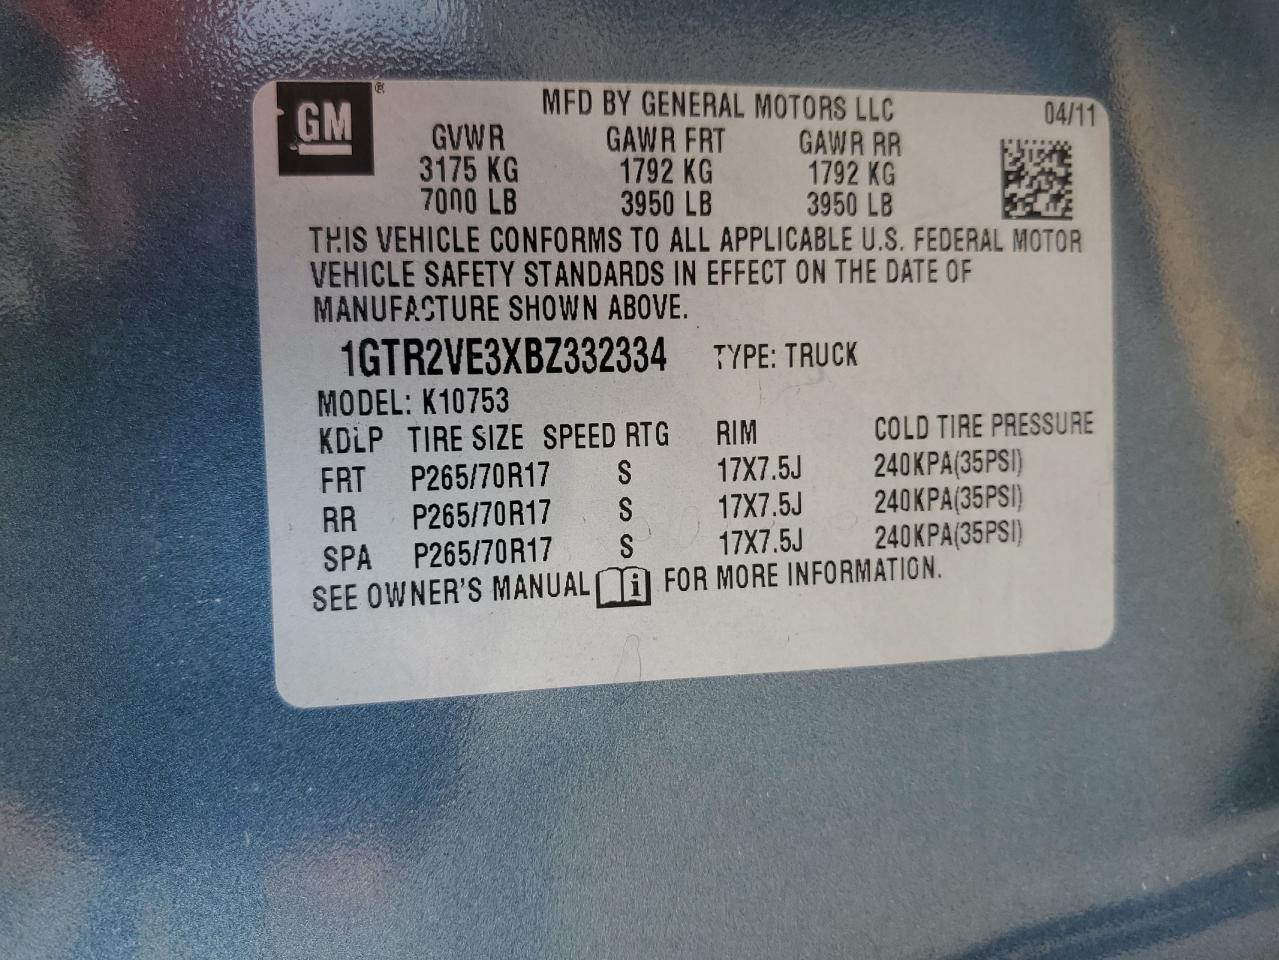 GM ®
MFD BY GENERAL MOTORS LLC 04/11
GVWR GAWR FRT GAWR RR
3175 KG 1792 KG 1792 KG
7000 LB 3950 LB 3950 LB
THIS VEHICLE CONFORMS TO ALL APPLICABLE U.S. FEDERAL MOTOR
VEHICLE SAFETY STANDARDS IN EFFECT ON THE DATE OF
MANUFACTURE SHOWN ABOVE.
1GTR2VE3XBZ332334 TYPE: TRUCK
MODEL: K10753
KDLP TIRE SIZE SPEED RTG RIM COLD TIRE PRESSURE
FRT P265/70R17 S 17X7.5J 240KPA(35PSI)
RR P265/70R17 S 17X7.5J 240KPA(35PSI)
SPA P265/70R17 S 17X7.5J 240KPA(35PSI)
SEE OWNER'S MANUAL i FOR MORE INFORMATION.